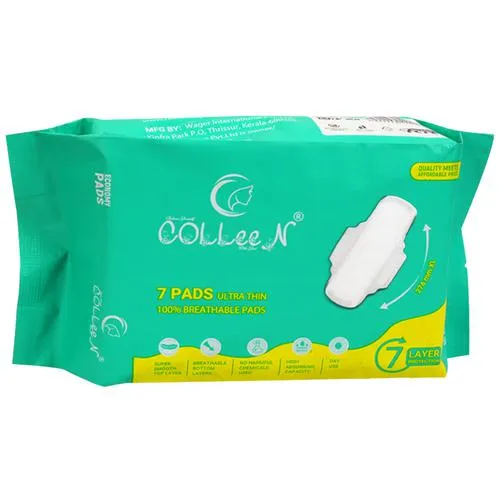 MFG BY: Wager International
Kinfra Park P.O, Thrissur, Kerala
ECONOMY
PADS
QUALITY MEETS
AFFORDABLE PRICE
COLLeeN®
7 PADS ULTRA THIN
100% BREATHABLE PADS
274 mm XL
SUPER
SMOOTH
TOP LAYER
BREATHABLE
BOTTOM
LAYERS
NO HARMFUL
CHEMICALS
USED
HIGH
ABSORBING
CAPACITY
DAY
USE
7 LAYER
PROTECTION